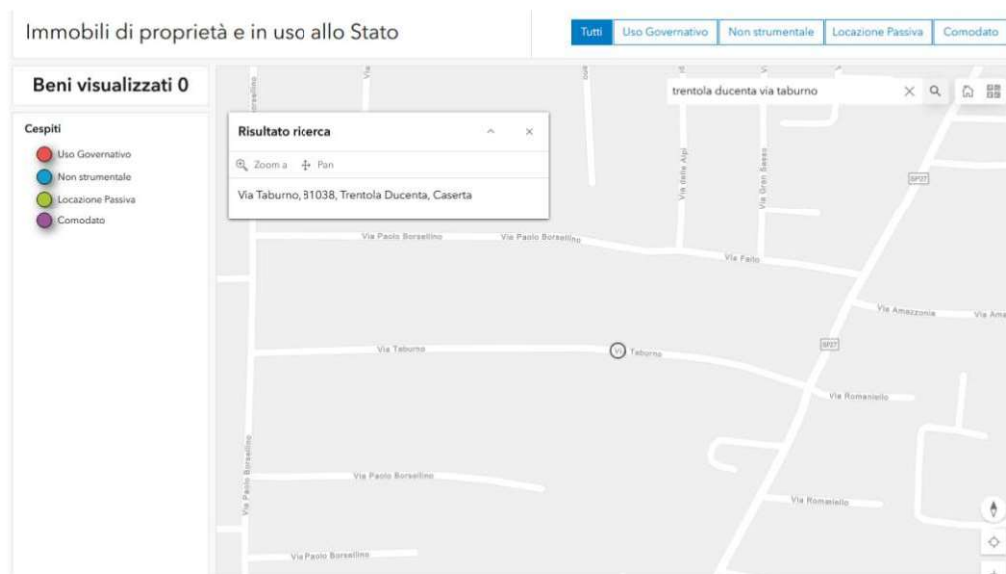 Immobili di proprietà e in uso allo Stato
Tutti
Uso Governativo
Non strumentale
Locazione Passiva
Comodato
Beni visualizzati 0
Cespiti
Uso Governativo
Non strumentale
Locazione Passiva
Comodato
trentola ducenta via taburno
Risultato ricerca
Zoom a
Pan
Via Taburno, 81038, Trentola Ducenta, Caserta
Via delle Alpi
Via Gran Sasso
SP27
Via Paolo Borsellino
Via Paolo Borsellino
Via Faito
Via Amazzonia
Via Ama
Via Taburno
Taburno
SP27
Via Romaniello
Via Paolo Borsellino
Via Paolo Borsellino
Via Romaniello
Via Paolo Borsellino